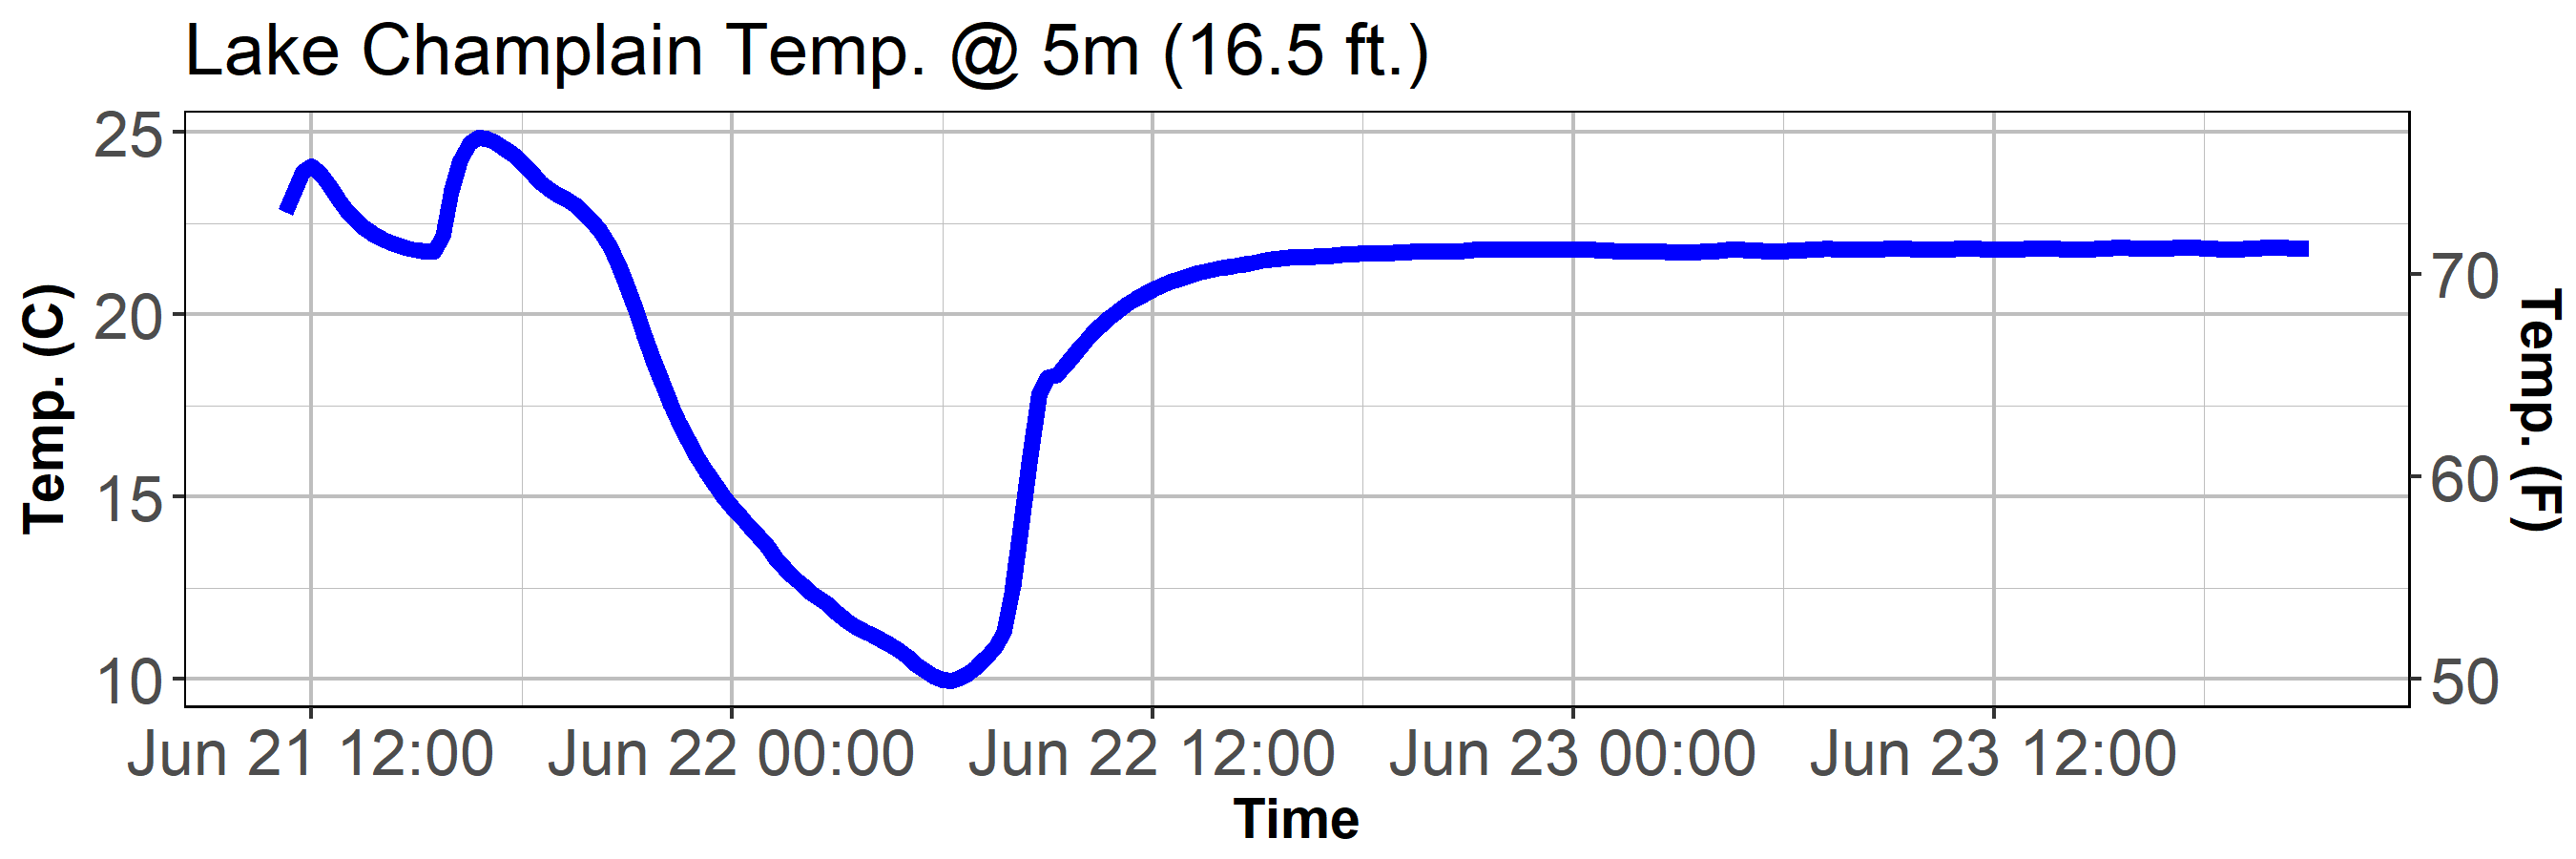 Lake Champlain Temp. @ 5m (16.5 ft.)
25
20
15
10
Temp. (C)
70
60
50
Temp. (F)
Jun 21 12:00 Jun 22 00:00 Jun 22 12:00 Jun 23 00:00 Jun 23 12:00
Time